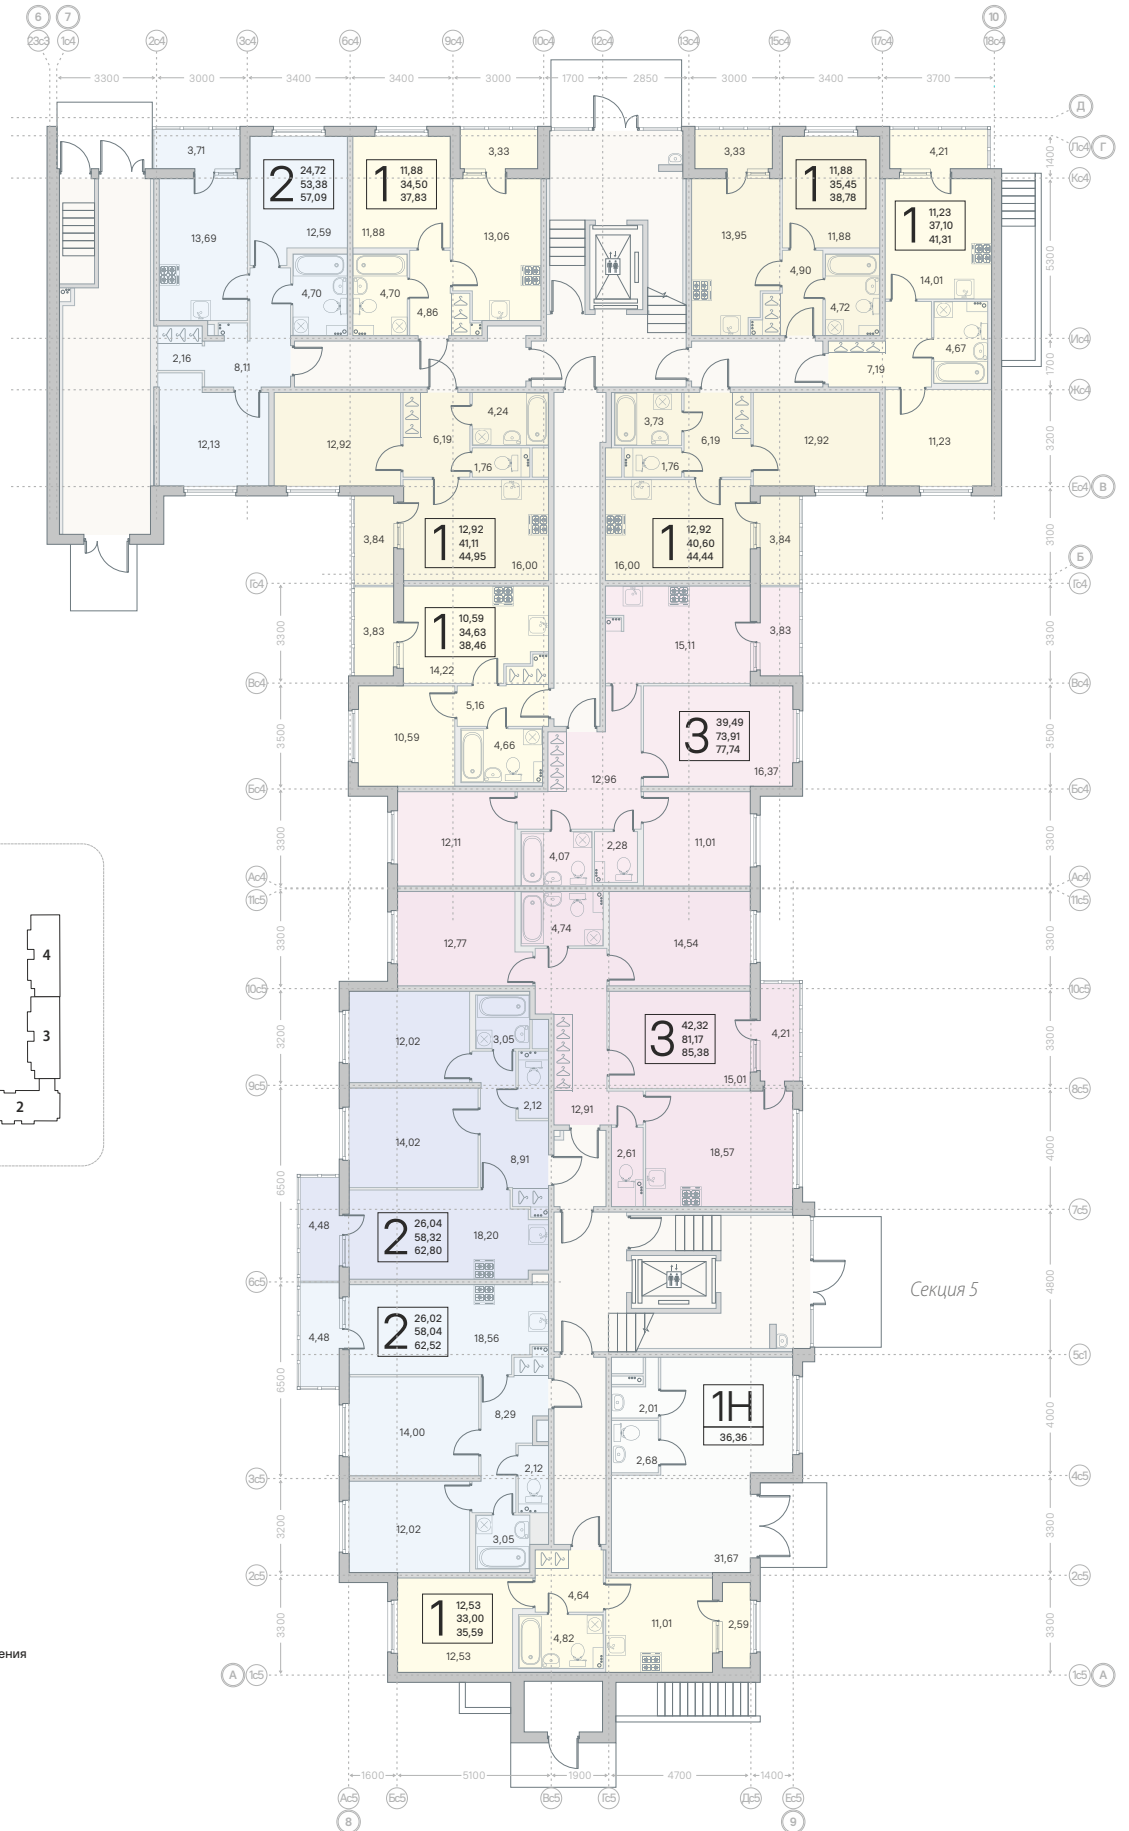 6 7 10
23с3 1с4 2с4 3с4 6с4 9с4 10с4 12с4 13с4 15с4 17с4 18с4
3300 3000 3400 3400 3000 1700 2850 3000 3400 3700
Д
Лс4 Г
1400
Кс4
3,71 3,33 3,33 4,21
2 24,72
53,38
57,09
1 11,88
34,50
37,83
1 11,88
35,45
38,78
1 11,23
37,10
41,31
13,69 12,59 11,88 13,06 13,95 11,88
5390
4,70 4,70 4,86 4,90 4,72 14,01
4,67
Ис4
2,16 8,11 7,19
1700
Жс4
12,13 12,92 6,19 4,24 3,73 6,19 12,92 11,23
1,76 1,76
3200
Ес4 В
3,84 3,84
1 12,92
41,11
44,95
1 12,92
40,60
44,44
16,00 16,00
3100
Б
Гс4 Гс4
3,83 3,83
1 10,59
34,63
38,46
14,22 15,11
3300 3300
Вс4 Вс4
10,59 5,16 4,66
3 39,49
73,91
77,74
12,96 16,37
3500 3500
Бс4 Бс4
12,11 4,07 2,28 11,01
3300 3300
Ас4 Ас4
11с5 11с5
4
12,77 4,74 14,54
3300 3300
10с5 10с5
3
12,02 3,05
3 42,32
81,17
85,38
15,01 4,21
3200 3300
9с5 8с5
2
2,12 12,91
14,02 8,91 2,61 18,57
4000
6500
7с5
4,48
2 26,04
58,32
62,80
18,20
4800
6с5
Секция 5
4,48
2 26,02
58,04
62,52
18,56
5с1
6500
8,29
14,00 2,12
2,01
1Н
36,36
2,68
4000
3с5 4с5
12,02 3,05
31,67
3200 3300
2с5 2с5
1 12,53
33,00
35,59
12,53
4,64 4,82 11,01 2,59
3300 3300
ения
А 1с5 1с5 А
1600 5100 1900 4700 1400
Ас5 Бс5 Вс5 Гс5 Дс5 Ес5
8 9